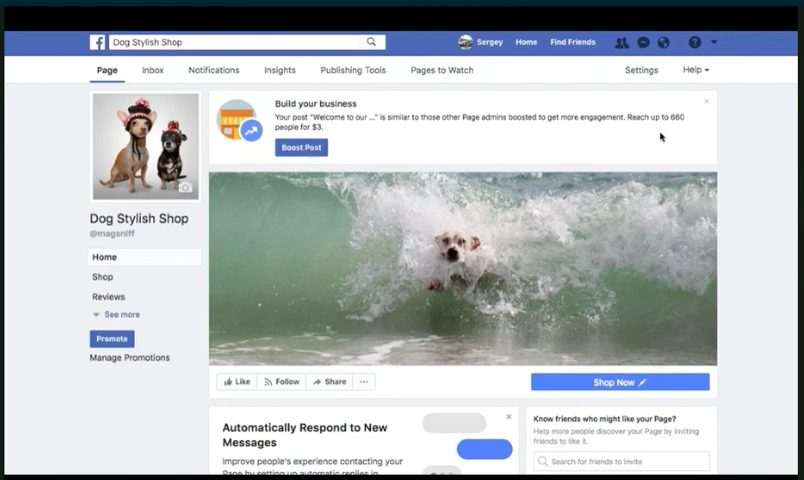 Dog Stylish Shop
Sergey Home Find Friends
Page Inbox Notifications Insights Publishing Tools Pages to Watch Settings Help
Build your business
Your post "Welcome to our ..." is similar to those other Page admins boosted to get more engagement. Reach up to 660
people for $3.
Boost Post
Dog Stylish Shop
@magsniff
Home
Shop
Reviews
See more
Promote
Manage Promotions
Like Follow Share ...
Shop Now
Automatically Respond to New
Messages
Improve people's experience contacting your
Page by setting up automatic replies in
Know friends who might like your Page?
Help more people discover your Page by inviting
friends to like it.
Search for friends to invite